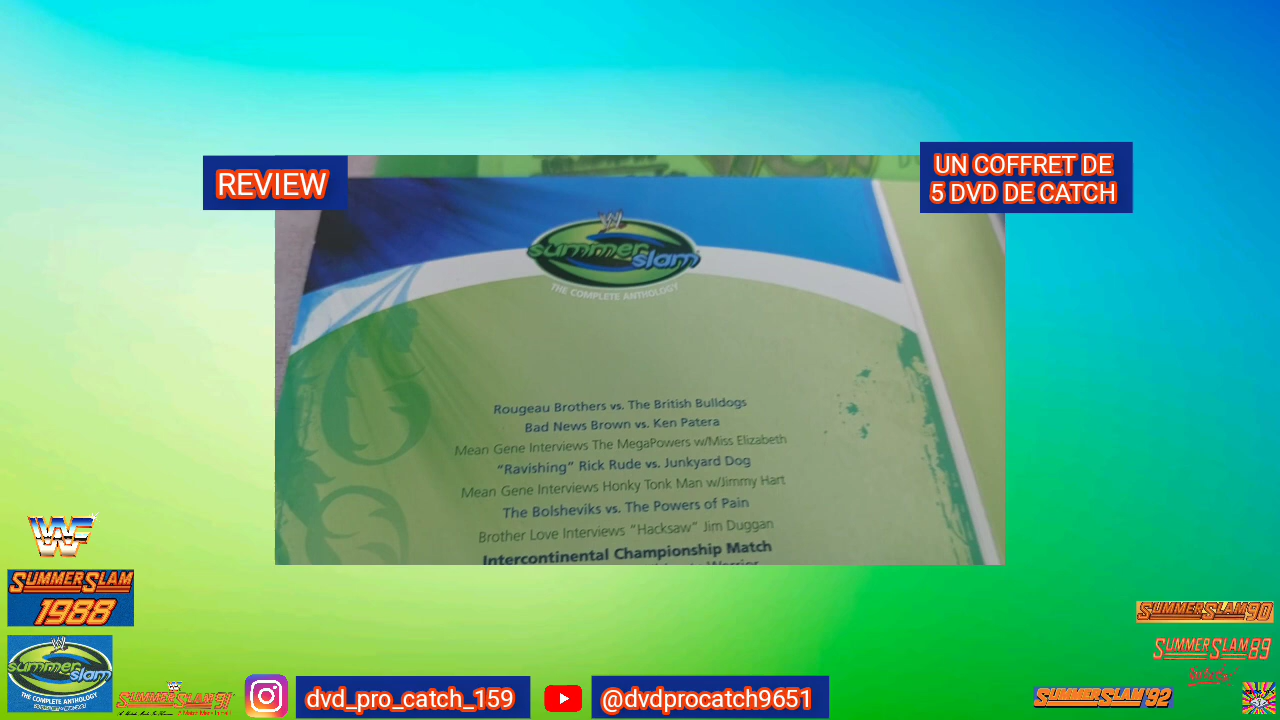 REVIEW
UN COFFRET DE
5 DVD DE CATCH
summer
slam
THE COMPLETE ANTHOLOGY
Rougeau Brothers vs. The British Bulldogs
Bad News Brown vs. Ken Patera
Mean Gene Interviews The MegaPowers w/Miss Elizabeth
"Ravishing" Rick Rude vs. Junkyard Dog
Mean Gene Interviews Honky Tonk Man w/Jimmy Hart
The Bolsheviks vs. The Powers of Pain
Brother Love Interviews "Hacksaw" Jim Duggan
Intercontinental Championship Match
Warrior
SUMMERSLAM
1988
summer
slam
THE COMPLETE ANTHOLOGY
SUMMERSLAM 91
dvd_pro_catch_159
@dvdprocatch9651
SUMMERSLAM 90
SUMMERSLAM 89
SUMMERSLAM '92